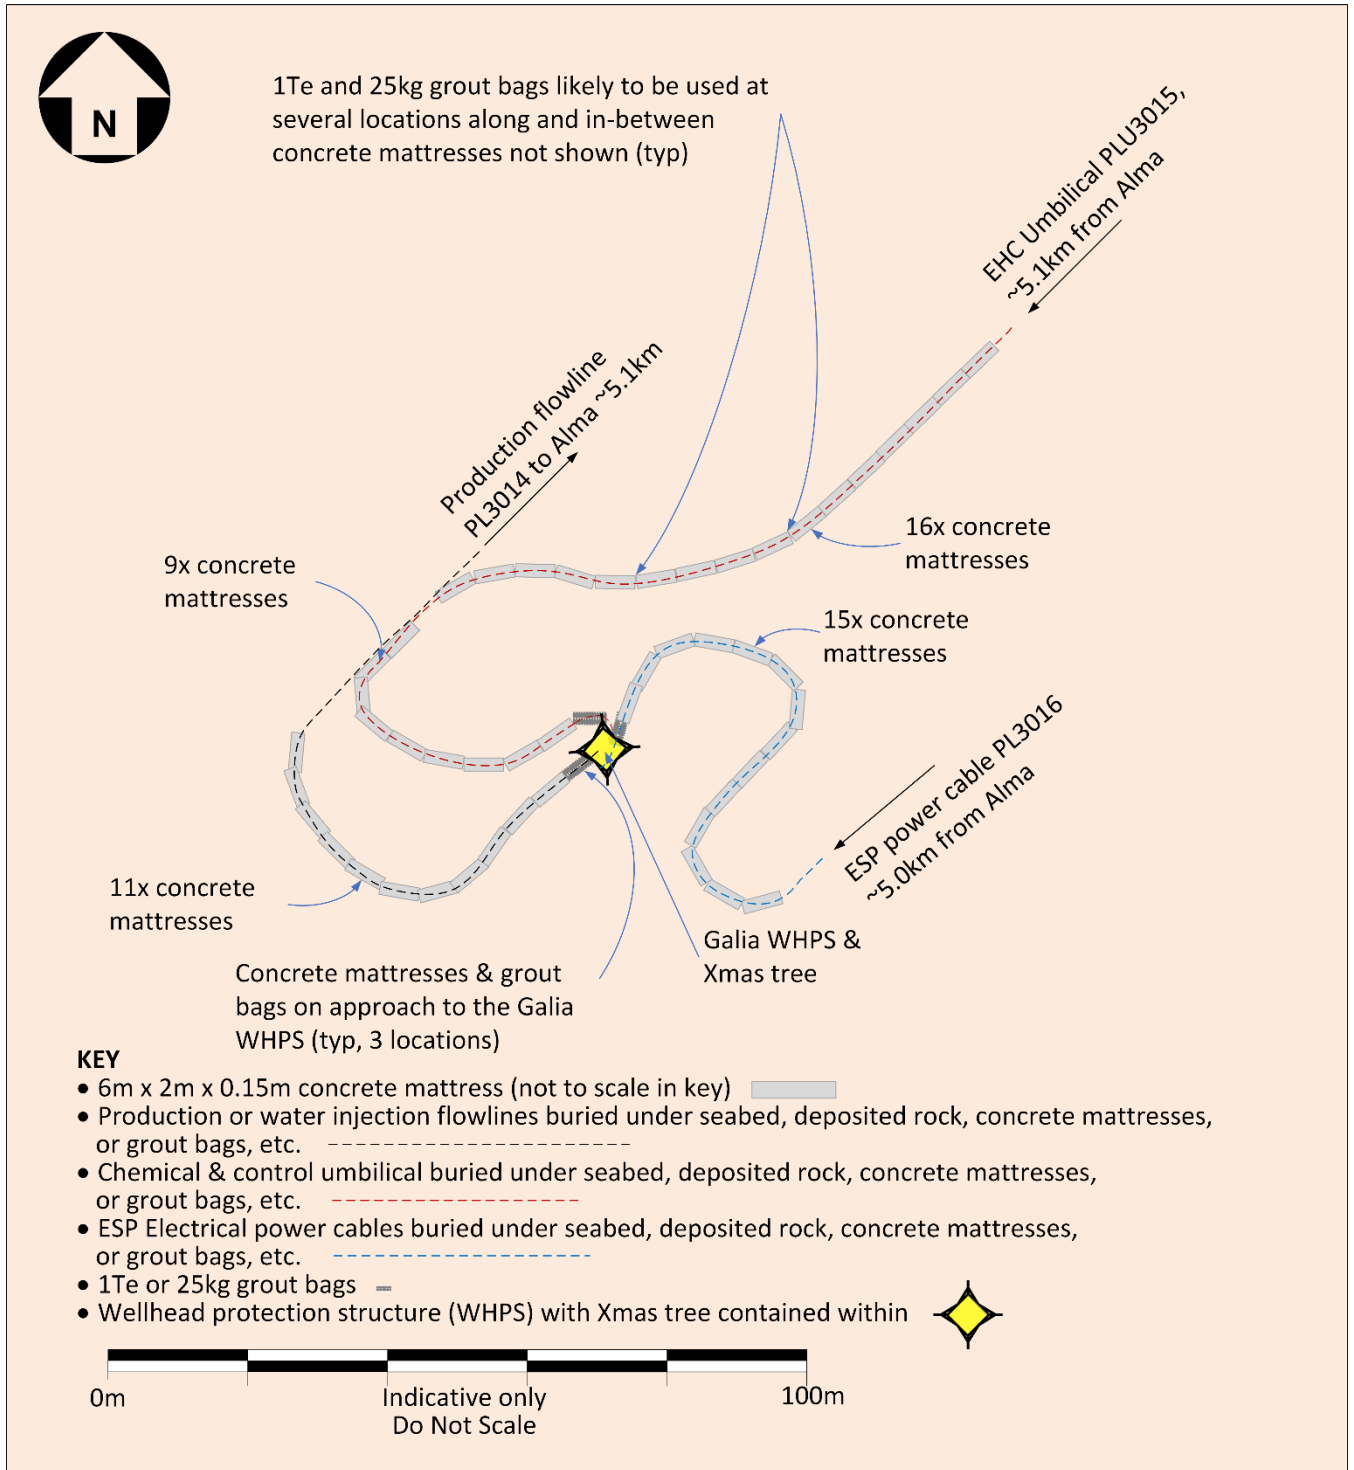 N
1Te and 25kg grout bags likely to be used at
several locations along and in-between
concrete mattresses not shown (typ)
EHC Umbilical PLU3015,
~5.1km from Alma
Production flowline
PL3014 to Alma ~5.1km
16x concrete
mattresses
9x concrete
mattresses
15x concrete
mattresses
ESP power cable PL3016
~5.0km from Alma
11x concrete
mattresses
Galia WHPS &
Xmas tree
Concrete mattresses & grout
bags on approach to the Galia
WHPS (typ, 3 locations)
KEY
• 6m x 2m x 0.15m concrete mattress (not to scale in key)
• Production or water injection flowlines buried under seabed, deposited rock, concrete mattresses,
or grout bags, etc.
• Chemical & control umbilical buried under seabed, deposited rock, concrete mattresses,
or grout bags, etc.
• ESP Electrical power cables buried under seabed, deposited rock, concrete mattresses,
or grout bags, etc.
• 1Te or 25kg grout bags
• Wellhead protection structure (WHPS) with Xmas tree contained within
0m
Indicative only
100m
Do Not Scale